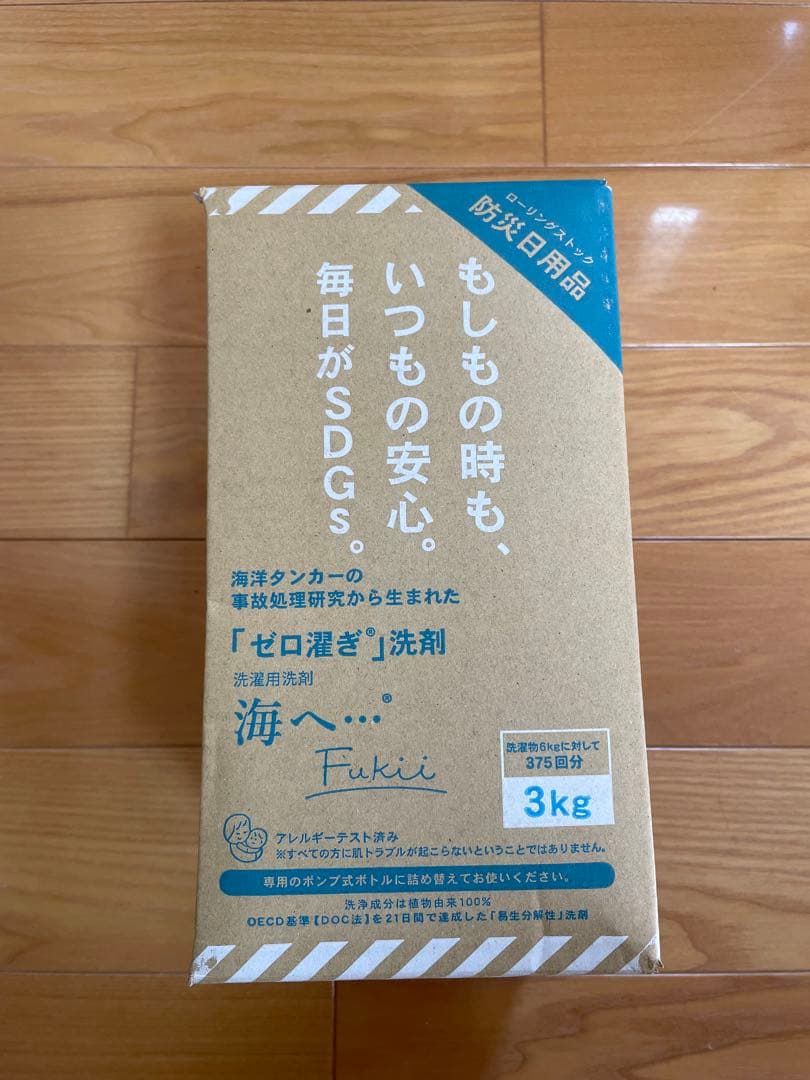 ローリングストック
防災日用品
もしもの時も、
いつもの安心。
毎日がSDGs。
海洋タンカーの
事故処理研究から生まれた
「ゼロ濯ぎ®」洗剤
洗濯用洗剤
海へ…®
Fukii
洗濯物6kgに対して
375回分
3kg
アレルギーテスト済み
※すべての方に肌トラブルが起こらないということではありません。
専用のポンプ式ボトルに詰め替えてお使いください。
洗浄成分は植物由来100%
OECD基準【DOC法】を21日間で達成した「易生分解性」洗剤